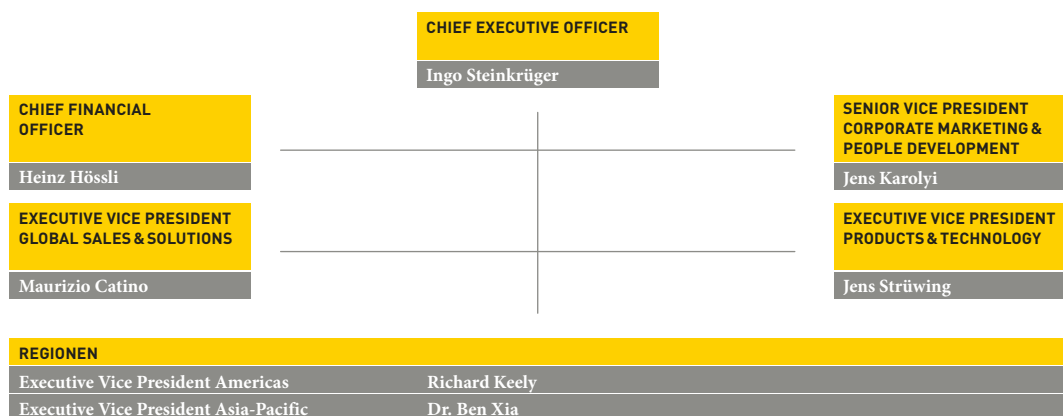 CHIEF EXECUTIVE OFFICER
Ingo Steinkrüger
CHIEF FINANCIAL
OFFICER
Heinz Hössli
SENIOR VICE PRESIDENT
CORPORATE MARKETING &
PEOPLE DEVELOPMENT
Jens Karolyi
EXECUTIVE VICE PRESIDENT
GLOBAL SALES & SOLUTIONS
Maurizio Catino
EXECUTIVE VICE PRESIDENT
PRODUCTS & TECHNOLOGY
Jens Strüwing
REGIONEN
Executive Vice President Americas Richard Keely
Executive Vice President Asia-Pacific Dr. Ben Xia